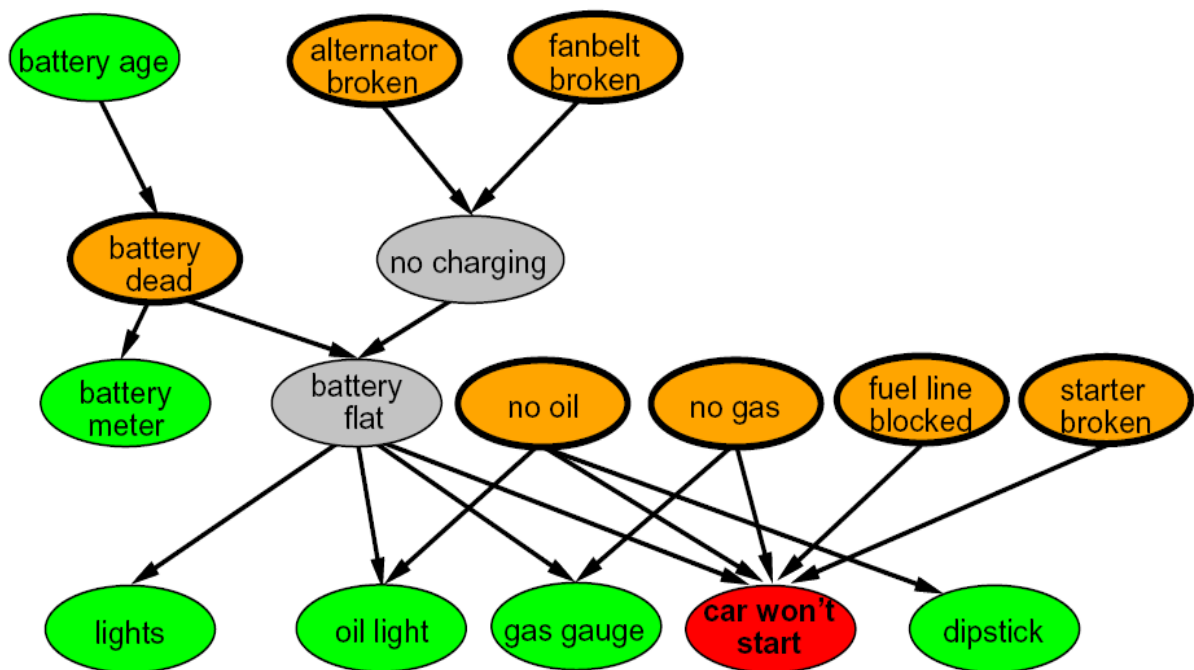 battery age
alternator
broken
fanbelt
broken
battery
dead
no charging
battery
meter
battery
flat
no oil
no gas
fuel line
blocked
starter
broken
lights
oil light
gas gauge
car won't
start
dipstick